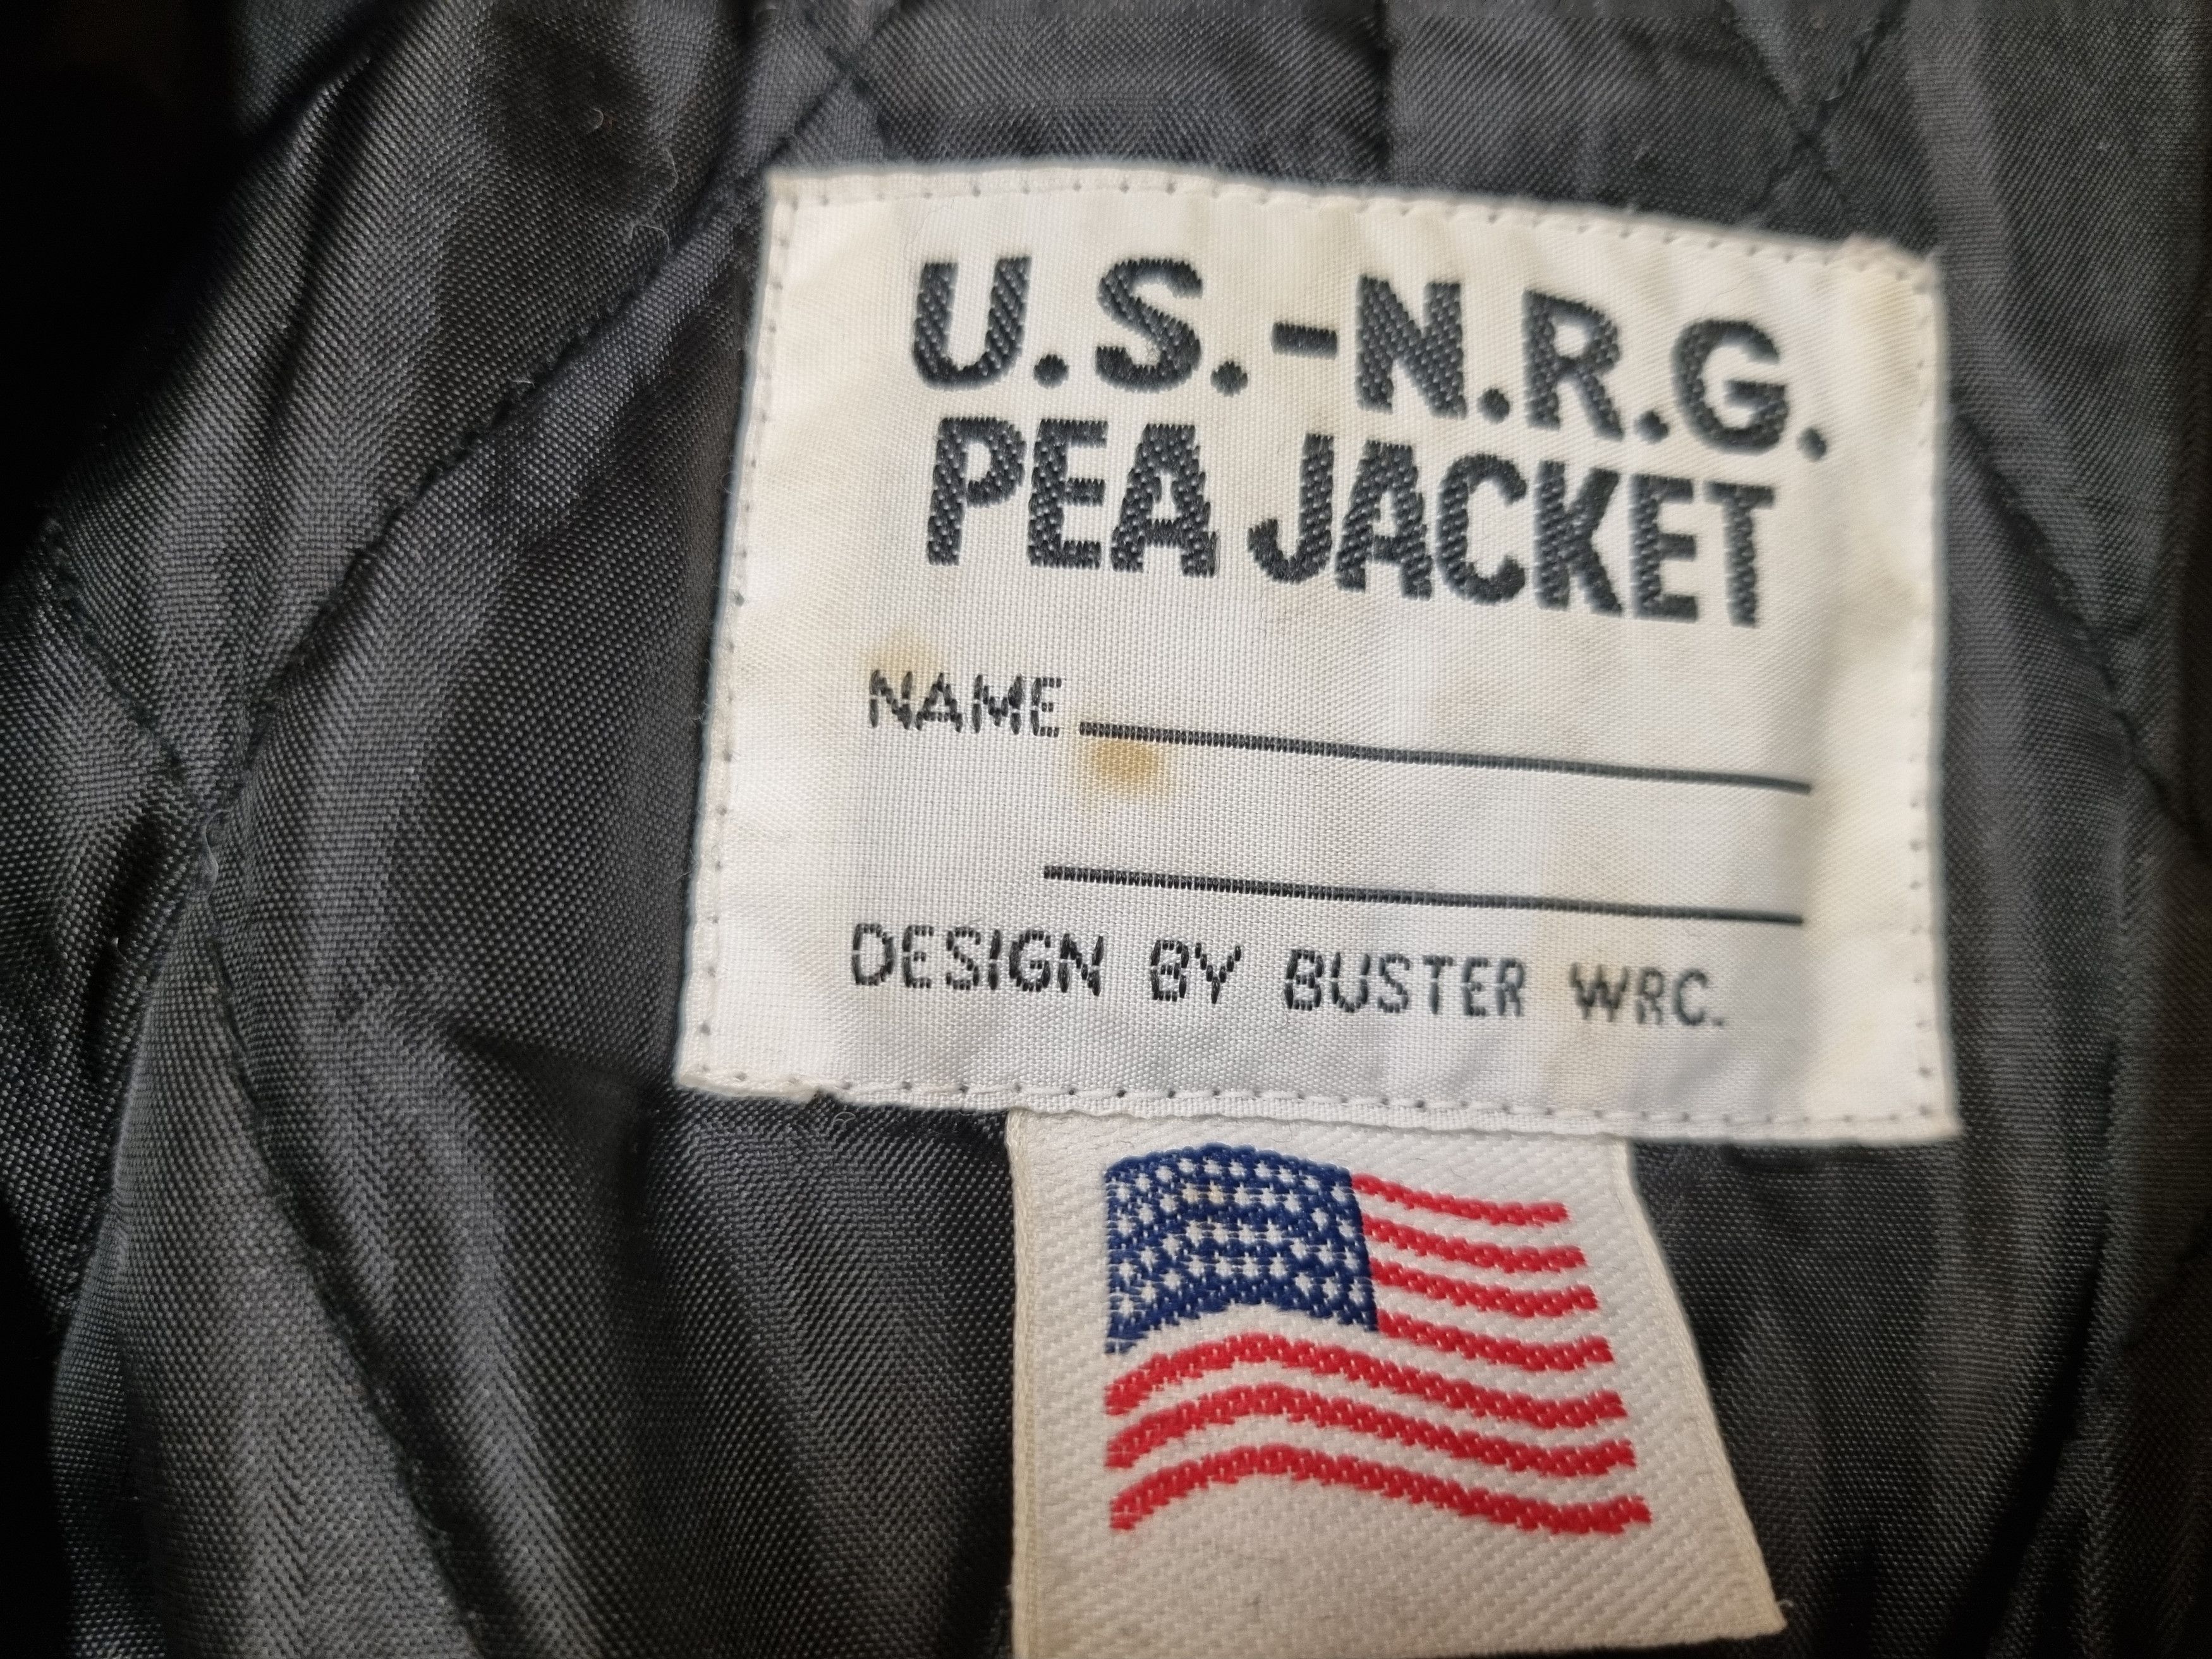 U.S.-N.R.G.
PEA JACKET
NAME
DESIGN BY BUSTER WRC.